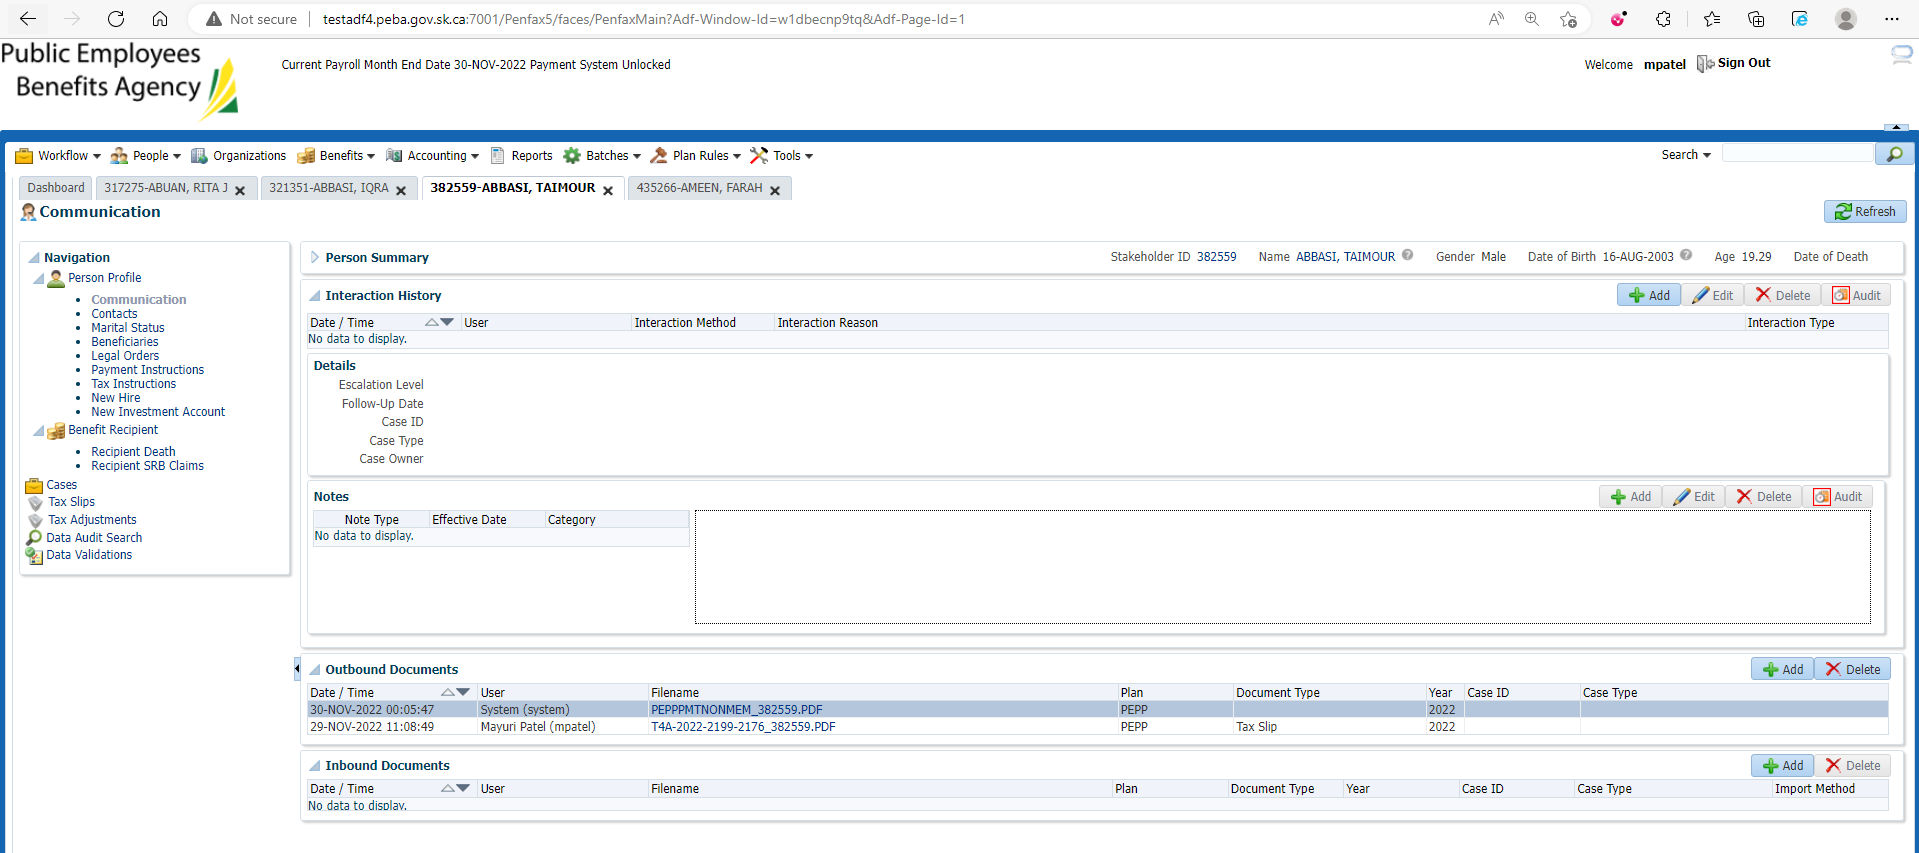 Not secure testadf4.peba.gov.sk.ca:7001/Penfax5/faces/PenfaxMain?Adf-Window-Id=w1dbecnp9tq&Adf-Page-Id=1
Public Employees
Benefits Agency
Current Payroll Month End Date 30-NOV-2022 Payment System Unlocked
Welcome mpatel Sign Out
Workflow People Organizations Benefits Accounting Reports Batches Plan Rules Tools Search
Dashboard 317275-ABUAN, RITA J 321351-ABBASI, IQRA 382559-ABBASI, TAIMOUR 435266-AMEEN, FARAH
Communication Refresh
Navigation
Person Profile
Communication
Contacts
Marital Status
Beneficiaries
Legal Orders
Payment Instructions
Tax Instructions
New Hire
New Investment Account
Benefit Recipient
Recipient Death
Recipient SRB Claims
Cases
Tax Slips
Tax Adjustments
Data Audit Search
Data Validations
Person Summary Stakeholder ID 382559 Name ABBASI, TAIMOUR Gender Male Date of Birth 16-AUG-2003 Age 19.29 Date of Death
Interaction History Add Edit Delete Audit
Date / Time User Interaction Method Interaction Reason Interaction Type
No data to display.
Details
Escalation Level
Follow-Up Date
Case ID
Case Type
Case Owner
Notes Add Edit Delete Audit
Note Type Effective Date Category
No data to display.
Outbound Documents Add Delete
Date / Time User Filename Plan Document Type Year Case ID Case Type
30-NOV-2022 00:05:47 System (system) PEPPPMTNONMEM_382559.PDF PEPP 2022
29-NOV-2022 11:08:49 Mayuri Patel (mpatel) T4A-2022-2199-2176_382559.PDF PEPP Tax Slip 2022
Inbound Documents Add Delete
Date / Time User Filename Plan Document Type Year Case ID Case Type Import Method
No data to display.